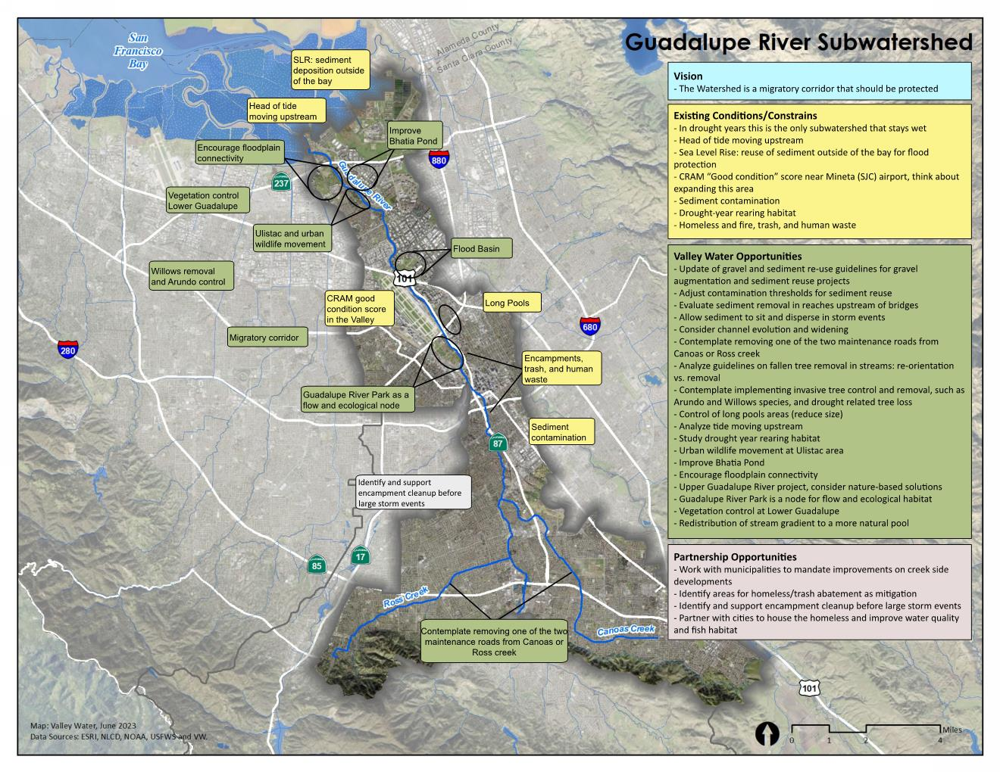 Guadalupe River Subwatershed
San
Francisco
Bay
Alameda County
Santa Clara County
SLR: sediment
deposition outside
of the bay
Head of tide
moving upstream
Improve
Bhatia Pond
Encourage floodplain
connectivity
880
237
Guadalupe River
Vegetation control
Lower Guadalupe
Ulistac and urban
wildlife movement
Flood Basin
Willows removal
and Arundo control
101
CRAM good
condition score
in the Valley
Long Pools
680
Migratory corridor
280
Encampments,
trash, and human
waste
Guadalupe River Park as a
flow and ecological node
Sediment
contamination
87
Identify and support
encampment cleanup before
large storm events
85
17
Ross Creek
Canoas Creek
Contemplate removing one of the two
maintenance roads from Canoas or
Ross creek
101
Vision
- The Watershed is a migratory corridor that should be protected
Existing Conditions/Constrains
- In drought years this is the only subwatershed that stays wet
- Head of tide moving upstream
- Sea Level Rise: reuse of sediment outside of the bay for flood
protection
- CRAM “Good condition” score near Mineta (SJC) airport, think about
expanding this area
- Sediment contamination
- Drought-year rearing habitat
- Homeless and fire, trash, and human waste
Valley Water Opportunities
- Update of gravel and sediment re-use guidelines for gravel
augmentation and sediment reuse projects
- Adjust contamination thresholds for sediment reuse
- Evaluate sediment removal in reaches upstream of bridges
- Allow sediment to sit and disperse in storm events
- Consider channel evolution and widening
- Contemplate removing one of the two maintenance roads from
Canoas or Ross creek
- Analyze guidelines on fallen tree removal in streams: re-orientation
vs. removal
- Contemplate implementing invasive tree control and removal, such as
Arundo and Willows species, and drought related tree loss
- Control of long pools areas (reduce size)
- Analyze tide moving upstream
- Study drought year rearing habitat
- Urban wildlife movement at Ulistac area
- Improve Bhatia Pond
- Encourage floodplain connectivity
- Upper Guadalupe River project, consider nature-based solutions
- Guadalupe River Park is a node for flow and ecological habitat
- Vegetation control at Lower Guadalupe
- Redistribution of stream gradient to a more natural pool
Partnership Opportunities
- Work with municipalities to mandate improvements on creek side
developments
- Identify areas for homeless/trash abatement as mitigation
- Identify and support encampment cleanup before large storm events
- Partner with cities to house the homeless and improve water quality
and fish habitat
Map: Valley Water, June 2023
Data Sources: ESRI, NLCD, NOAA, USFWS and VW.
Miles
0 1 2 4